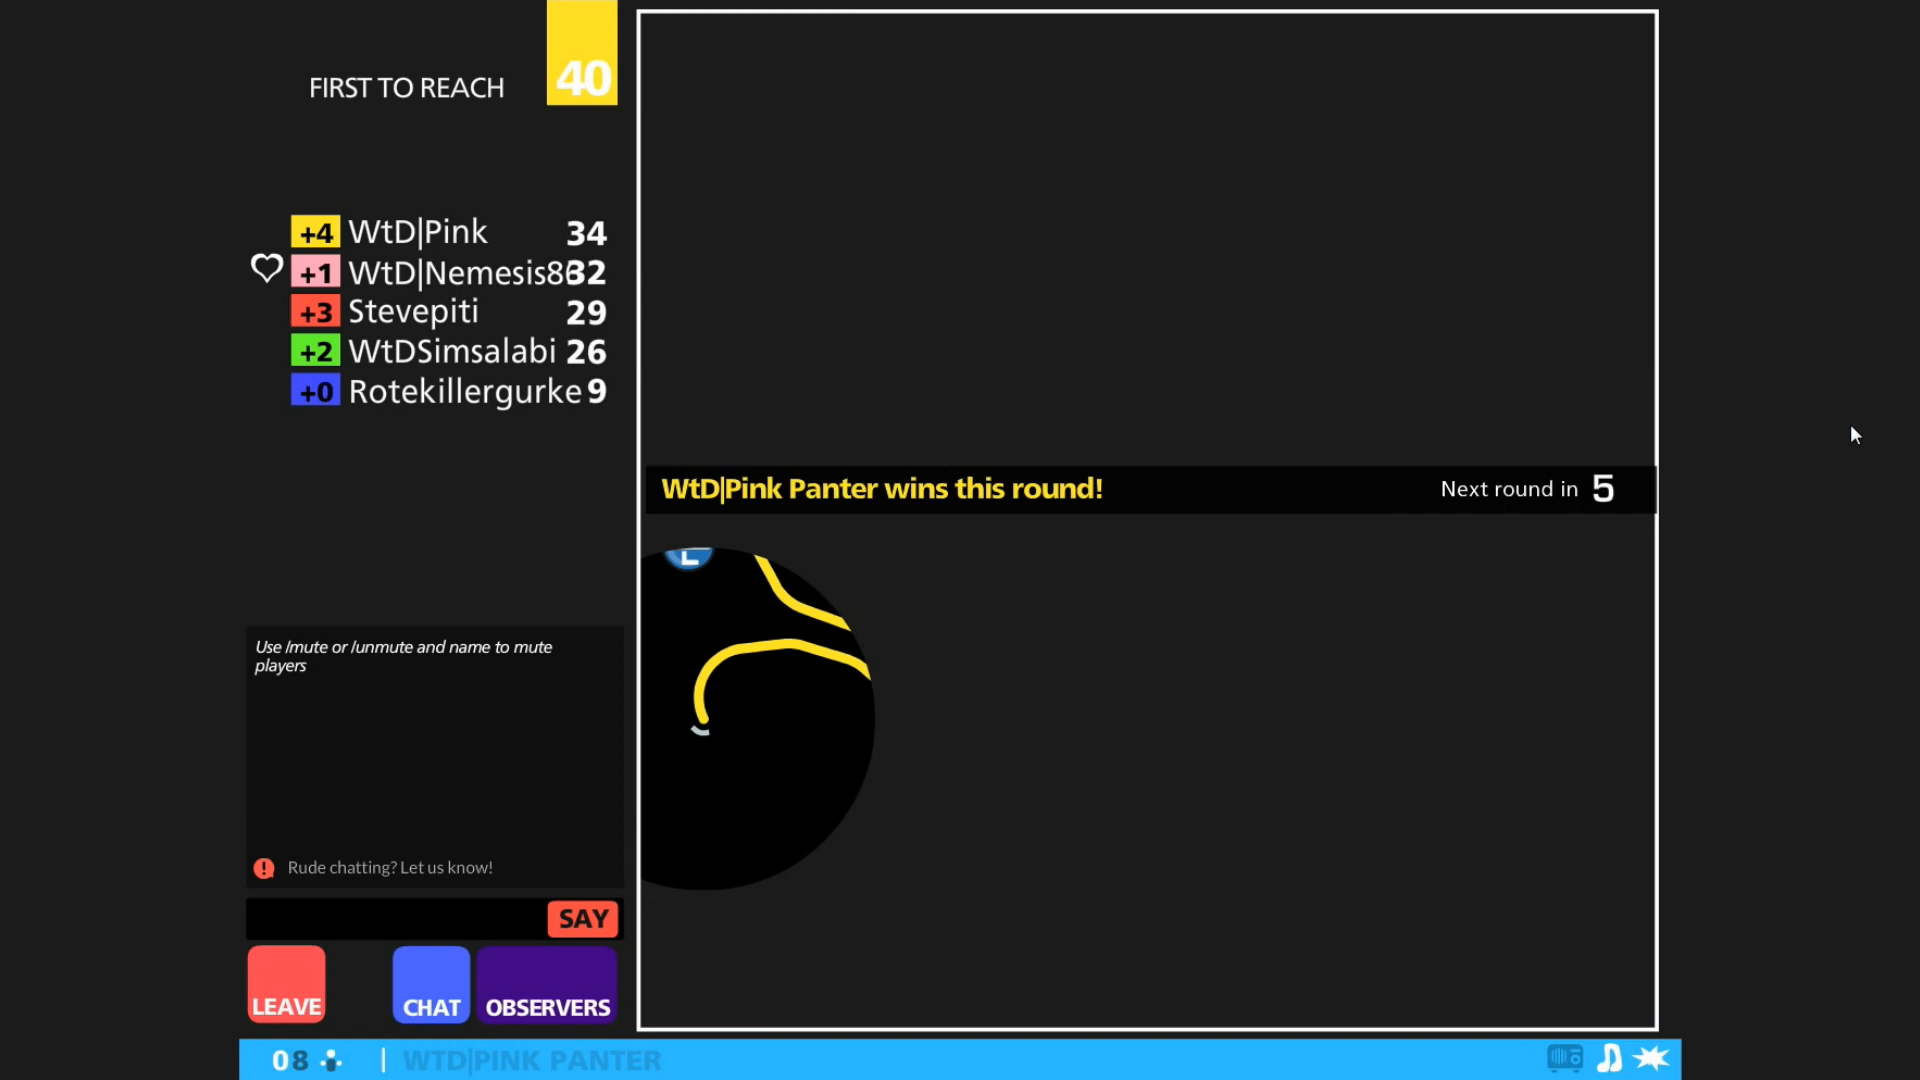 FIRST TO REACH 40
+4 WtD|Pink 34
+1 WtD|Nemesis86 32
+3 Stevepiti 29
+2 WtDSimsalabi 26
+0 Rotekillergurke 9
WtD|Pink Panter wins this round! Next round in 5
L
Use /mute or /unmute and name to mute
players
Rude chatting? Let us know!
SAY
LEAVE CHAT OBSERVERS
08 | WTD|PINK PANTER